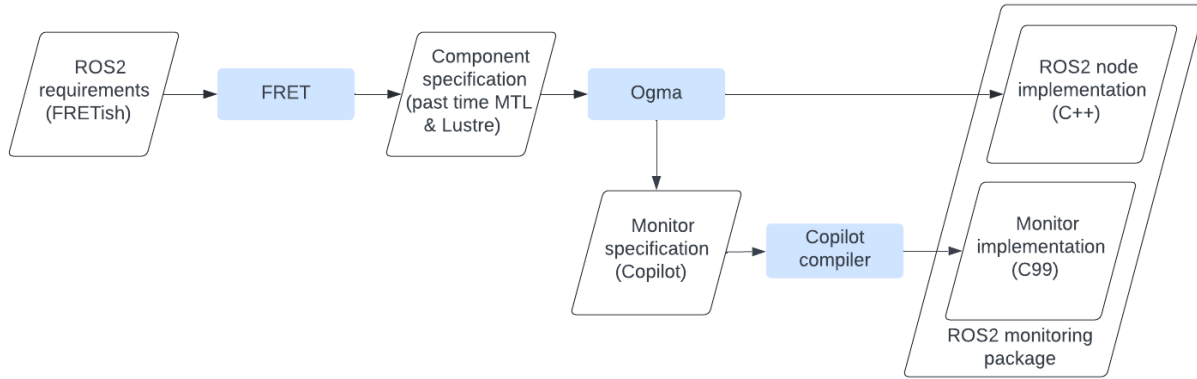 ROS2
requirements
(FRETish)
FRET
Component
specification
(past time MTL
& Lustre)
Ogma
ROS2 node
implementation
(C++)
Monitor
specification
(Copilot)
Copilot
compiler
Monitor
implementation
(C99)
ROS2 monitoring
package